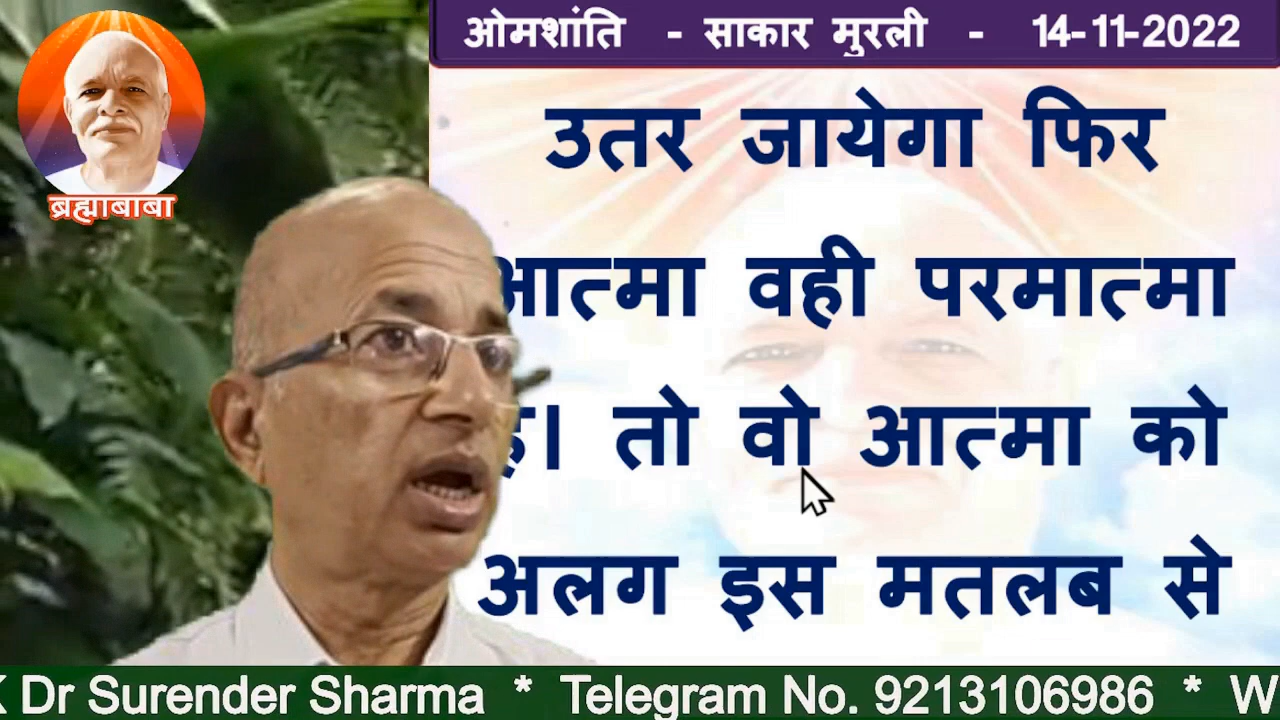 ओमशांति - साकार मुरली - 14-11-2022
ब्रह्माबाबा
उतर जायेगा फिर
आत्मा वही परमात्मा
तो वो आत्मा को
अलग इस मतलब से
Dr Surender Sharma * Telegram No. 9213106986 *